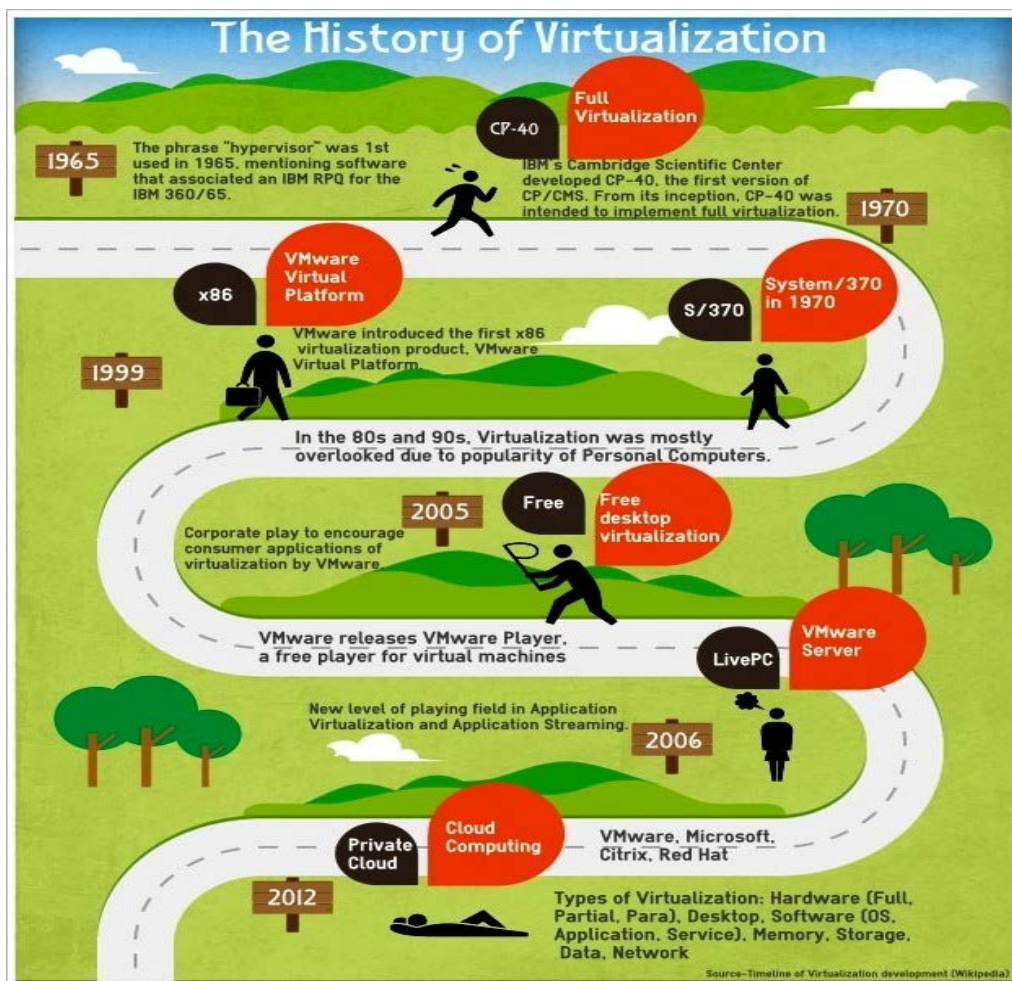 The History of Virtualization
Full
Virtualization
CP-40
1965
The phrase "hypervisor" was 1st
used in 1965, mentioning software
that associated an IBM RPQ for the
IBM 360/65.
IBM's Cambridge Scientific Center
developed CP-40, the first version of
CP/CMS. From its inception, CP-40 was
intended to implement full virtualization.
1970
VMware
Virtual
Platform
x86
System/370
in 1970
S/370
VMware introduced the first x86
virtualization product, VMware
Virtual Platform.
1999
In the 80s and 90s, Virtualization was mostly
overlooked due to popularity of Personal Computers.
2005
Free
Free
desktop
virtualization
Corporate play to encourage
consumer applications of
virtualization by VMware.
VMware releases VMware Player,
a free player for virtual machines
VMware
Server
LivePC
New level of playing field in Application
Virtualization and Application Streaming.
2006
Cloud
Computing
Private
Cloud
VMware, Microsoft,
Citrix, Red Hat
2012
Types of Virtualization: Hardware (Full,
Partial, Para), Desktop, Software (OS,
Application, Service), Memory, Storage,
Data, Network
Source-Timeline of Virtualization development (Wikipedia)